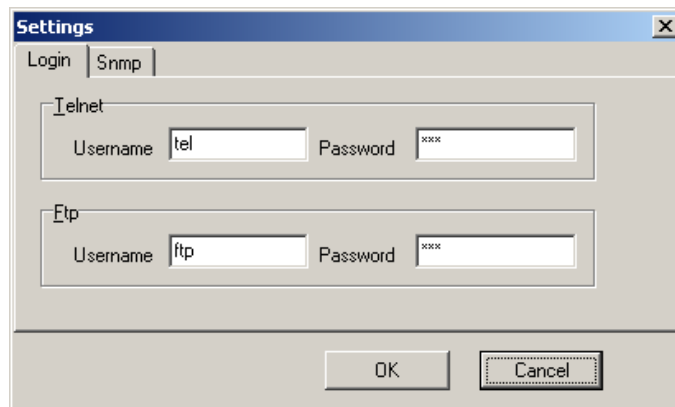 Settings
Login Snmp
Telnet
Username tel Password ***
Ftp
Username ftp Password ***
OK Cancel